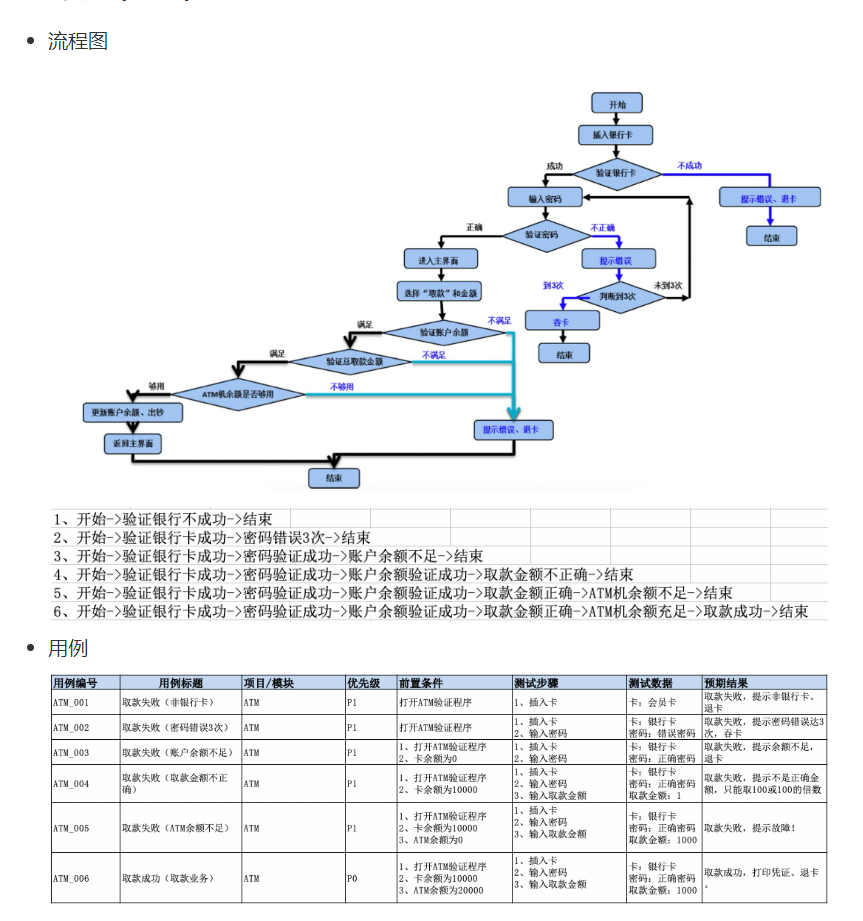 流程图
开始
插入银行卡
成功
不成功
验证银行卡
输入密码
提示错误、退卡
正确
不正确
验证密码
结束
进入主界面
提示错误
到3次
未到3次
选择“取款”和金额
判断到3次
满足
不满足
吞卡
验证账户余额
满足
不满足
结束
验证总取款金额
够用
不够用
ATM机余额是否够用
更新账户余额、出钞
提示错误、退卡
返回主界面
结束
1、开始->验证银行不成功->结束
2、开始->验证银行卡成功->密码错误3次->结束
3、开始->验证银行卡成功->密码验证成功->账户余额不足->结束
4、开始->验证银行卡成功->密码验证成功->账户余额验证成功->取款金额不正确->结束
5、开始->验证银行卡成功->密码验证成功->账户余额验证成功->取款金额正确->ATM机余额不足->结束
6、开始->验证银行卡成功->密码验证成功->账户余额验证成功->取款金额正确->ATM机余额充足->取款成功->结束
用例
用例编号 用例标题 项目/模块 优先级 前置条件 测试步骤 测试数据 预期结果
ATM_001 取款失败（非银行卡） ATM P1 打开ATM验证程序 1、插入卡 卡：会员卡 取款失败，提示非银行卡、
退卡
ATM_002 取款失败（密码错误3次） ATM P1 打开ATM验证程序 1、插入卡 卡：银行卡 取款失败，提示密码错误达3
2、输入密码 密码：错误密码 次，吞卡
ATM_003 取款失败（账户余额不足） ATM P1 1、打开ATM验证程序 1、插入卡 卡：银行卡 取款失败，提示余额不足，
2、卡余额为0 2、输入密码 密码：正确密码 退卡
ATM_004 取款失败（取款金额不正 ATM P1 1、打开ATM验证程序 1、插入卡 卡：银行卡 取款失败，提示不是正确金
确） 2、卡余额为10000 2、输入密码 密码：正确密码 额，只能取100或100的倍数
3、输入取款金额 取款金额：1
ATM_005 取款失败（ATM余额不足） ATM P1 1、打开ATM验证程序 1、插入卡 卡：银行卡 取款失败，提示故障！
2、卡余额为10000 2、输入密码 密码：正确密码
3、ATM余额为0 3、输入取款金额 取款金额：1000
ATM_006 取款成功（取款业务） ATM P0 1、打开ATM验证程序 1、插入卡 卡：银行卡 取款成功，打印凭证、退卡
2、卡余额为10000 2、输入密码 密码：正确密码 。
3、ATM余额为20000 3、输入取款金额 取款金额：1000